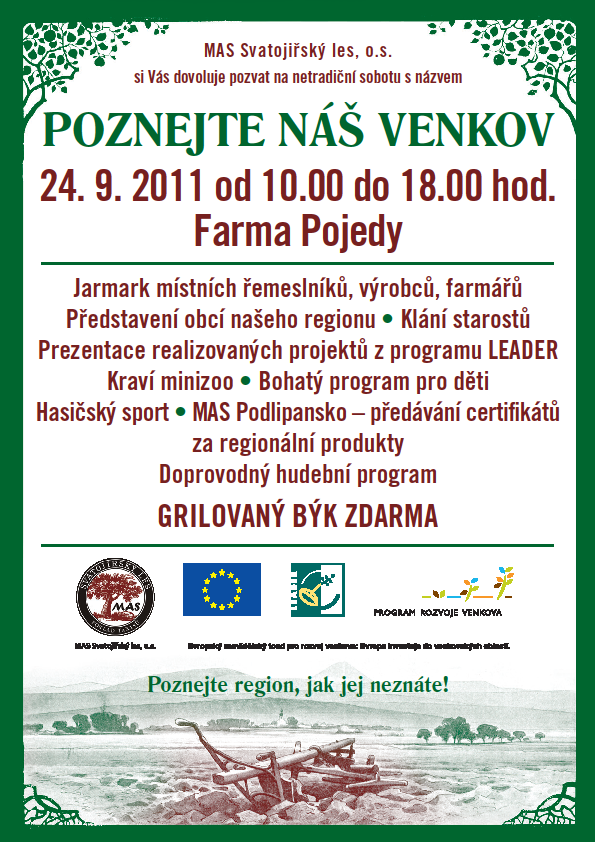 MAS Svatojiřský les, o.s.
si Vás dovoluje pozvat na netradiční sobotu s názvem
POZNEJTE NÁŠ VENKOV
24. 9. 2011 od 10.00 do 18.00 hod.
Farma Pojedy
Jarmark místních řemeslníků, výrobců, farmářů
Představení obcí našeho regionu • Klání starostů
Prezentace realizovaných projektů z programu LEADER
Kraví minizoo • Bohatý program pro děti
Hasičský sport • MAS Podlipansko – předávání certifikátů
za regionální produkty
Doprovodný hudební program
GRILOVANÝ BÝK ZDARMA
SVATOJIŘSKÝ LES
MAS
LEADER
PROGRAM ROZVOJE VENKOVA
MAS Svatojiřský les, o.s.
Evropský zemědělský fond pro rozvoj venkova: Evropa investuje do venkovských oblastí.
Poznejte region, jak jej neznáte!